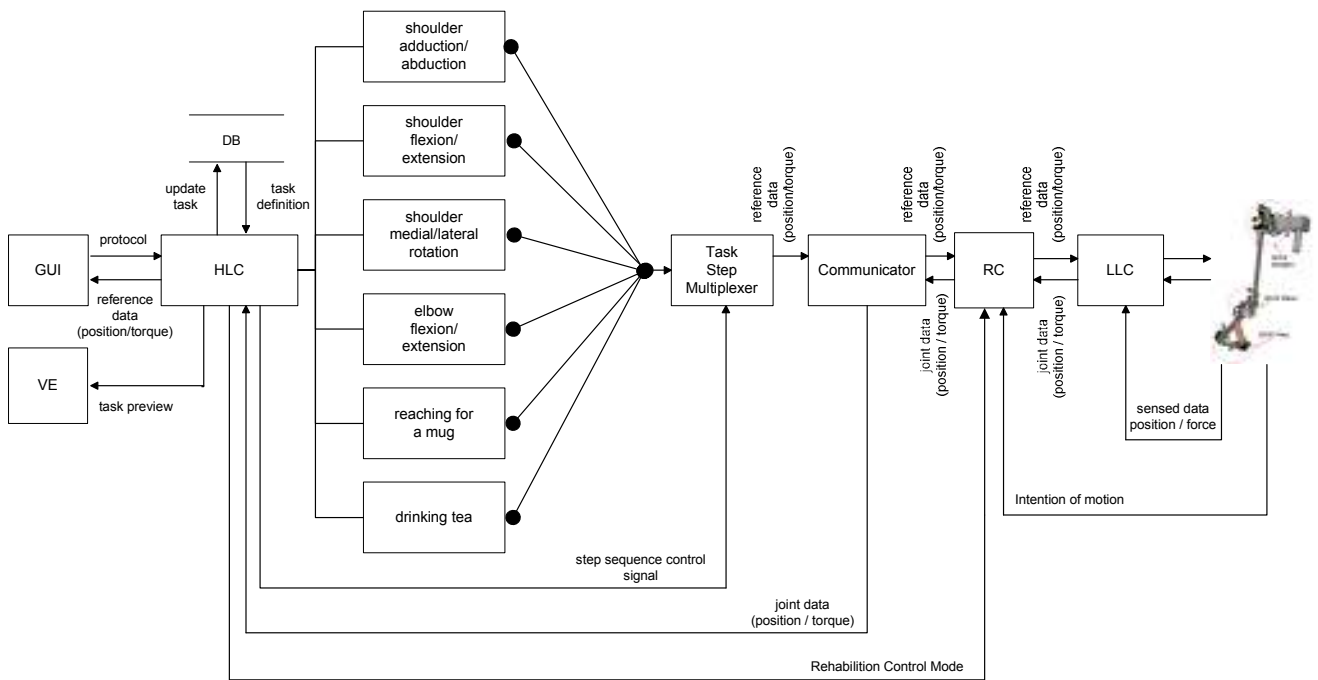 shoulder
adduction/
abduction
shoulder
flexion/
extension
shoulder
medial/lateral
rotation
elbow
flexion/
extension
reaching for
a mug
drinking tea
DB
update
task
task
definition
protocol
GUI
HLC
reference
data
(position/torque)
VE
task preview
Task
Step
Multiplexer
reference
data
(position/torque)
Communicator
reference
data
(position/torque)
joint data
(position / torque)
RC
reference
data
(position/torque)
joint data
(position / torque)
LLC
sensed data
position / force
Intention of motion
step sequence control
signal
joint data
(position / torque)
Rehabilition Control Mode